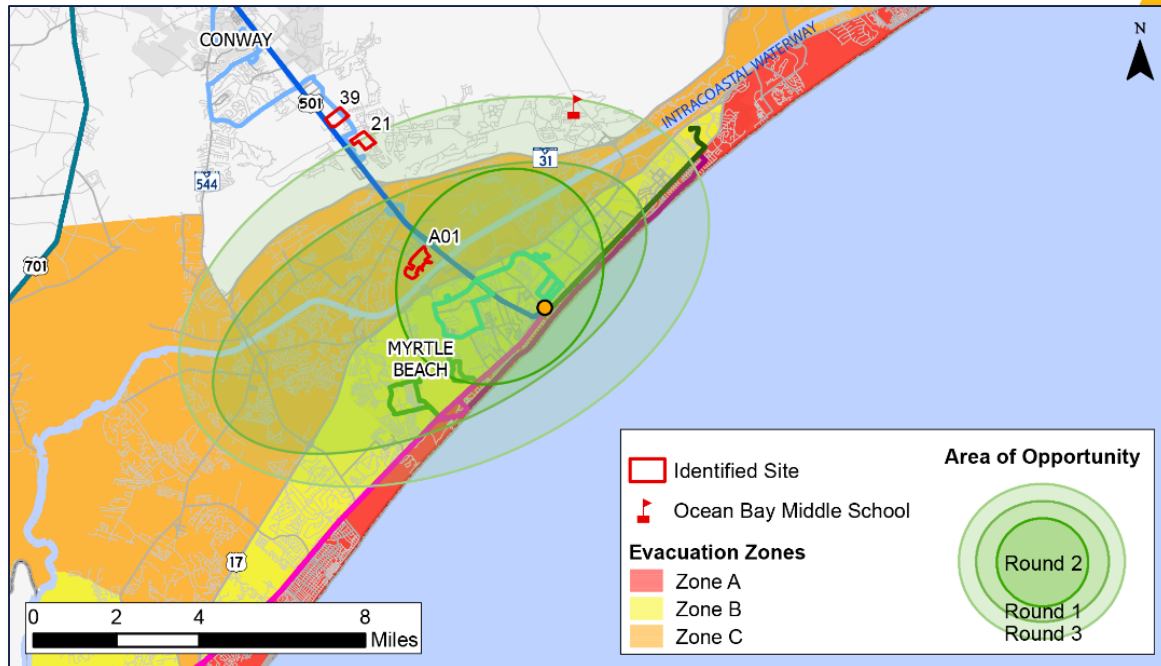 N
CONWAY
INTRACOASTAL WATERWAY
39
501
21
31
544
A01
701
MYRTLE
BEACH
17
Identified Site
Ocean Bay Middle School
Evacuation Zones
Zone A
Zone B
Zone C
Area of Opportunity
Round 2
Round 1
Round 3
0 2 4 8
Miles